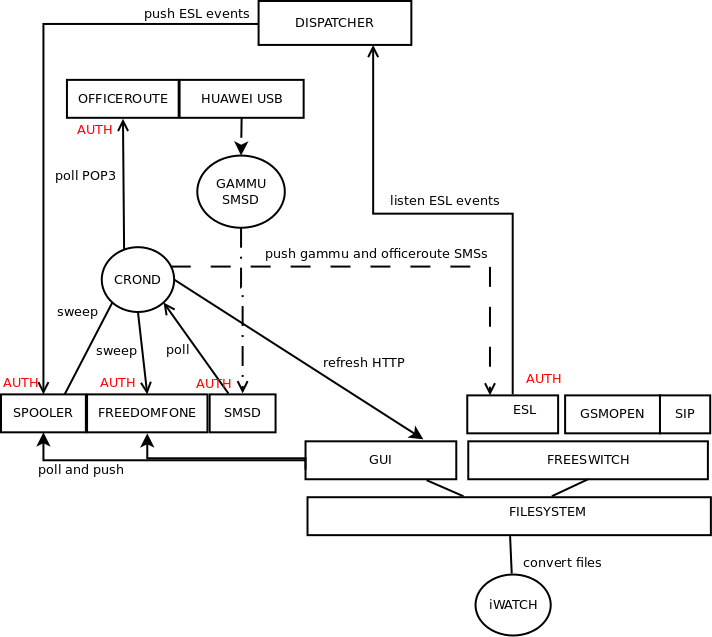 push ESL events
DISPATCHER
OFFICEROUTE
HUAWEI USB
AUTH
poll POP3
GAMMU
SMSD
listen ESL events
push gammu and officeroute SMSs
CROND
sweep
sweep
poll
refresh HTTP
AUTH
AUTH
AUTH
AUTH
SPOOLER
FREEDOMFONE
SMSD
ESL
GSMOPEN
SIP
poll and push
GUI
FREESWITCH
FILESYSTEM
convert files
iWATCH